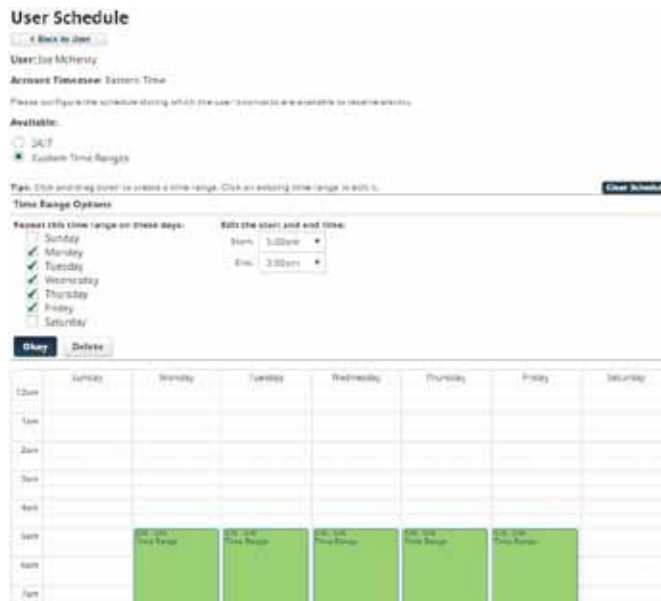 User Schedule
Back to User
User: Joe McHenry
Account Timezone: Eastern Time
Please configure the schedule during which the user's contacts are available to receive alerts.
Available:
24/7
Custom Time Ranges
Tip: Click and drag down to create a time range. Click an existing time range to edit it.
Clear Schedule
Time Range Options
Repeat this time range on these days:
Edit the start and end time:
Sunday
Monday
Tuesday
Wednesday
Thursday
Friday
Saturday
Start: 5:00am
End:
Okay
Delete
Sunday Monday Tuesday Wednesday Thursday Friday Saturday
12am
1am
2am
3am
4am
5am
Time Range Time Range Time Range Time Range Time Range
6am
7am